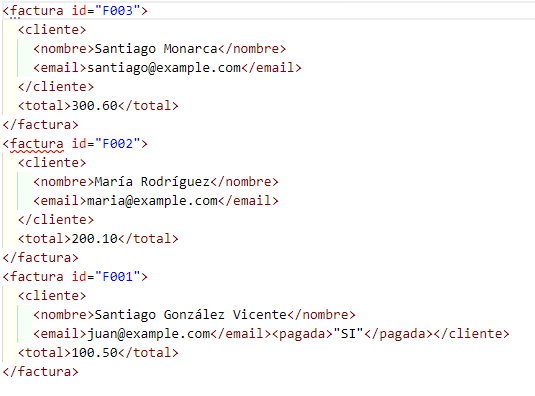 <factura id="F003">
<cliente>
<nombre>Santiago Monarca</nombre>
<email>santiago@example.com</email>
</cliente>
<total>300.60</total>
</factura>
<factura id="F002">
<cliente>
<nombre>María Rodríguez</nombre>
<email>maria@example.com</email>
</cliente>
<total>200.10</total>
</factura>
<factura id="F001">
<cliente>
<nombre>Santiago González Vicente</nombre>
<email>juan@example.com</email><pagada>"SI"</pagada></cliente>
<total>100.50</total>
</factura>